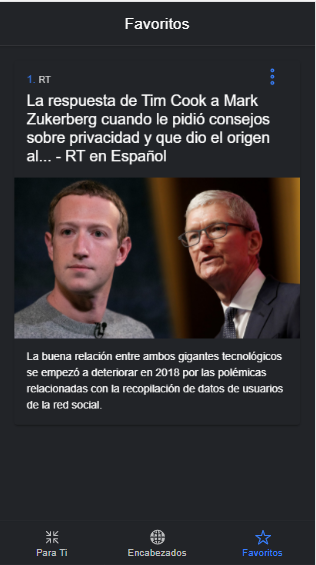 Favoritos
1. RT
La respuesta de Tim Cook a Mark
Zukerberg cuando le pidió consejos
sobre privacidad y que dio el origen
al... - RT en Español
La buena relación entre ambos gigantes tecnológicos
se empezó a deteriorar en 2018 por las polémicas
relacionadas con la recopilación de datos de usuarios
de la red social.
Para Ti
Encabezados
Favoritos